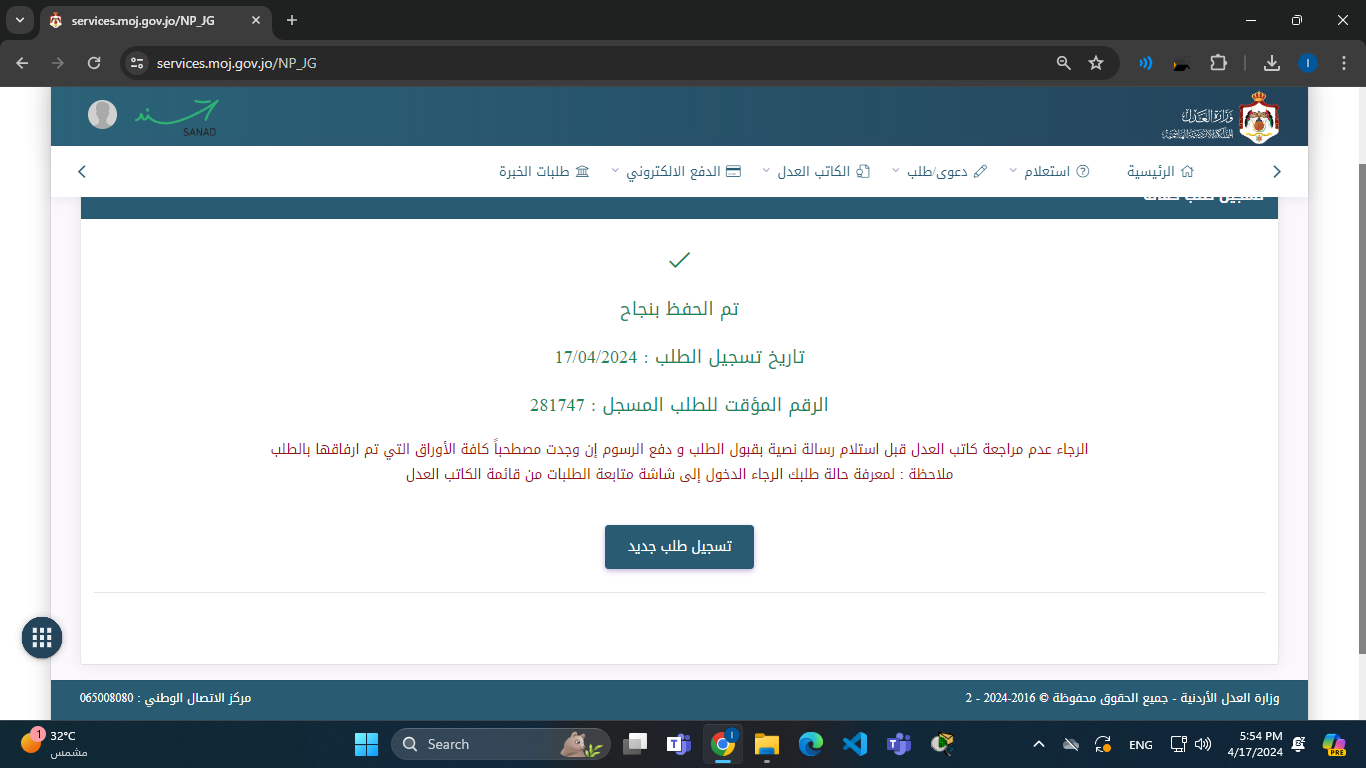 services.moj.gov.jo/NP_JG
services.moj.gov.jo/NP_JG
I
SANAD
وزارة العدل
الرئيسية
استعلام
دعوى/طلب
الكاتب العدل
الدفع الالكتروني
طلبات الخبرة
تسجيل طلب كفالة
تم الحفظ بنجاح
تاريخ تسجيل الطلب : 17/04/2024
الرقم المؤقت للطلب المسجل : 281747
الرجاء عدم مراجعة كاتب العدل قبل استلام رسالة نصية بقبول الطلب و دفع الرسوم إن وجدت مصطحباً كافة الأوراق التي تم ارفاقها بالطلب
ملاحظة : لمعرفة حالة طلبك الرجاء الدخول إلى شاشة متابعة الطلبات من قائمة الكاتب العدل
تسجيل طلب جديد
وزارة العدل الأردنية - جميع الحقوق محفوظة © 2016-2024 - 2
مركز الاتصال الوطني : 065008080
1
32°C
مشمس
Search
I
ENG
5:54 PM
4/17/2024
PRE